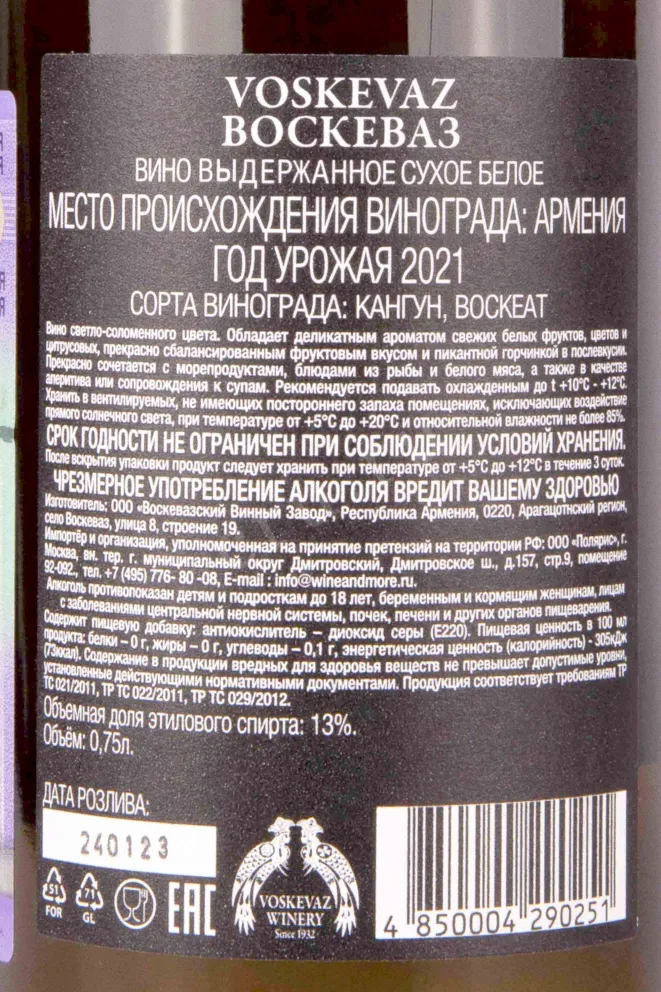 VOSKEVAZ
ВОСКЕВАЗ
ВИНО ВЫДЕРЖАННОЕ СУХОЕ БЕЛОЕ
МЕСТО ПРОИСХОЖДЕНИЯ ВИНОГРАДА: АРМЕНИЯ
ГОД УРОЖАЯ 2021
СОРТА ВИНОГРАДА: КАНГУН, ВОСКЕАТ
Вино светло-соломенного цвета. Обладает деликатным ароматом свежих белых фруктов, цветов и
цитрусовых, прекрасно сбалансированным фруктовым вкусом и пикантной горчинкой в послевкусии.
Прекрасно сочетается с морепродуктами, блюдами из рыбы и белого мяса, а также в качестве
аперитива или сопровождения к супам. Рекомендуется подавать охлажденным до t +10°C - +12°C.
Хранить в вентилируемых, не имеющих постороннего запаха помещениях, исключающих воздействие
прямого солнечного света, при температуре от +5°C до +20°C и относительной влажности не более 85%.
СРОК ГОДНОСТИ НЕ ОГРАНИЧЕН ПРИ СОБЛЮДЕНИИ УСЛОВИЙ ХРАНЕНИЯ.
После вскрытия упаковки продукт следует хранить при температуре от +5°C до +12°C в течение 3 суток.
ЧРЕЗМЕРНОЕ УПОТРЕБЛЕНИЕ АЛКОГОЛЯ ВРЕДИТ ВАШЕМУ ЗДОРОВЬЮ
Изготовитель: ООО «Воскевазский Винный Завод», Республика Армения, 0220, Арагацотнский регион,
село Воскеваз, улица 8, строение 19.
Импортёр и организация, уполномоченная на принятие претензий на территории РФ: ООО «Полярис», г.
Москва, вн. тер. г. муниципальный округ Дмитровский, Дмитровское ш., д.157, стр.9, помещение
92-092., тел. +7 (495) 776- 80 -08, E-mail : info@wineandmore.ru.
Алкоголь противопоказан детям и подросткам до 18 лет, беременным и кормящим женщинам, лицам
с заболеваниями центральной нервной системы, почек, печени и других органов пищеварения.
Содержит пищевую добавку: антиокислитель – диоксид серы (Е220). Пищевая ценность в 100 мл
продукта: белки – 0 г, жиры – 0 г, углеводы – 0,1 г, энергетическая ценность (калорийность) - 305кДж
(73ккал). Содержание в продукции вредных для здоровья веществ не превышает допустимые уровни,
установленные действующими нормативными документами. Продукция соответствует требованиям ТР
ТС 021/2011, ТР ТС 022/2011, ТР ТС 029/2012.
Объемная доля этилового спирта: 13%.
Объём: 0,75л.
ДАТА РОЗЛИВА:
240123
51
FOR
71
GL
EAC
VOSKEVAZ
WINERY
Since 1932
4 850004 290251